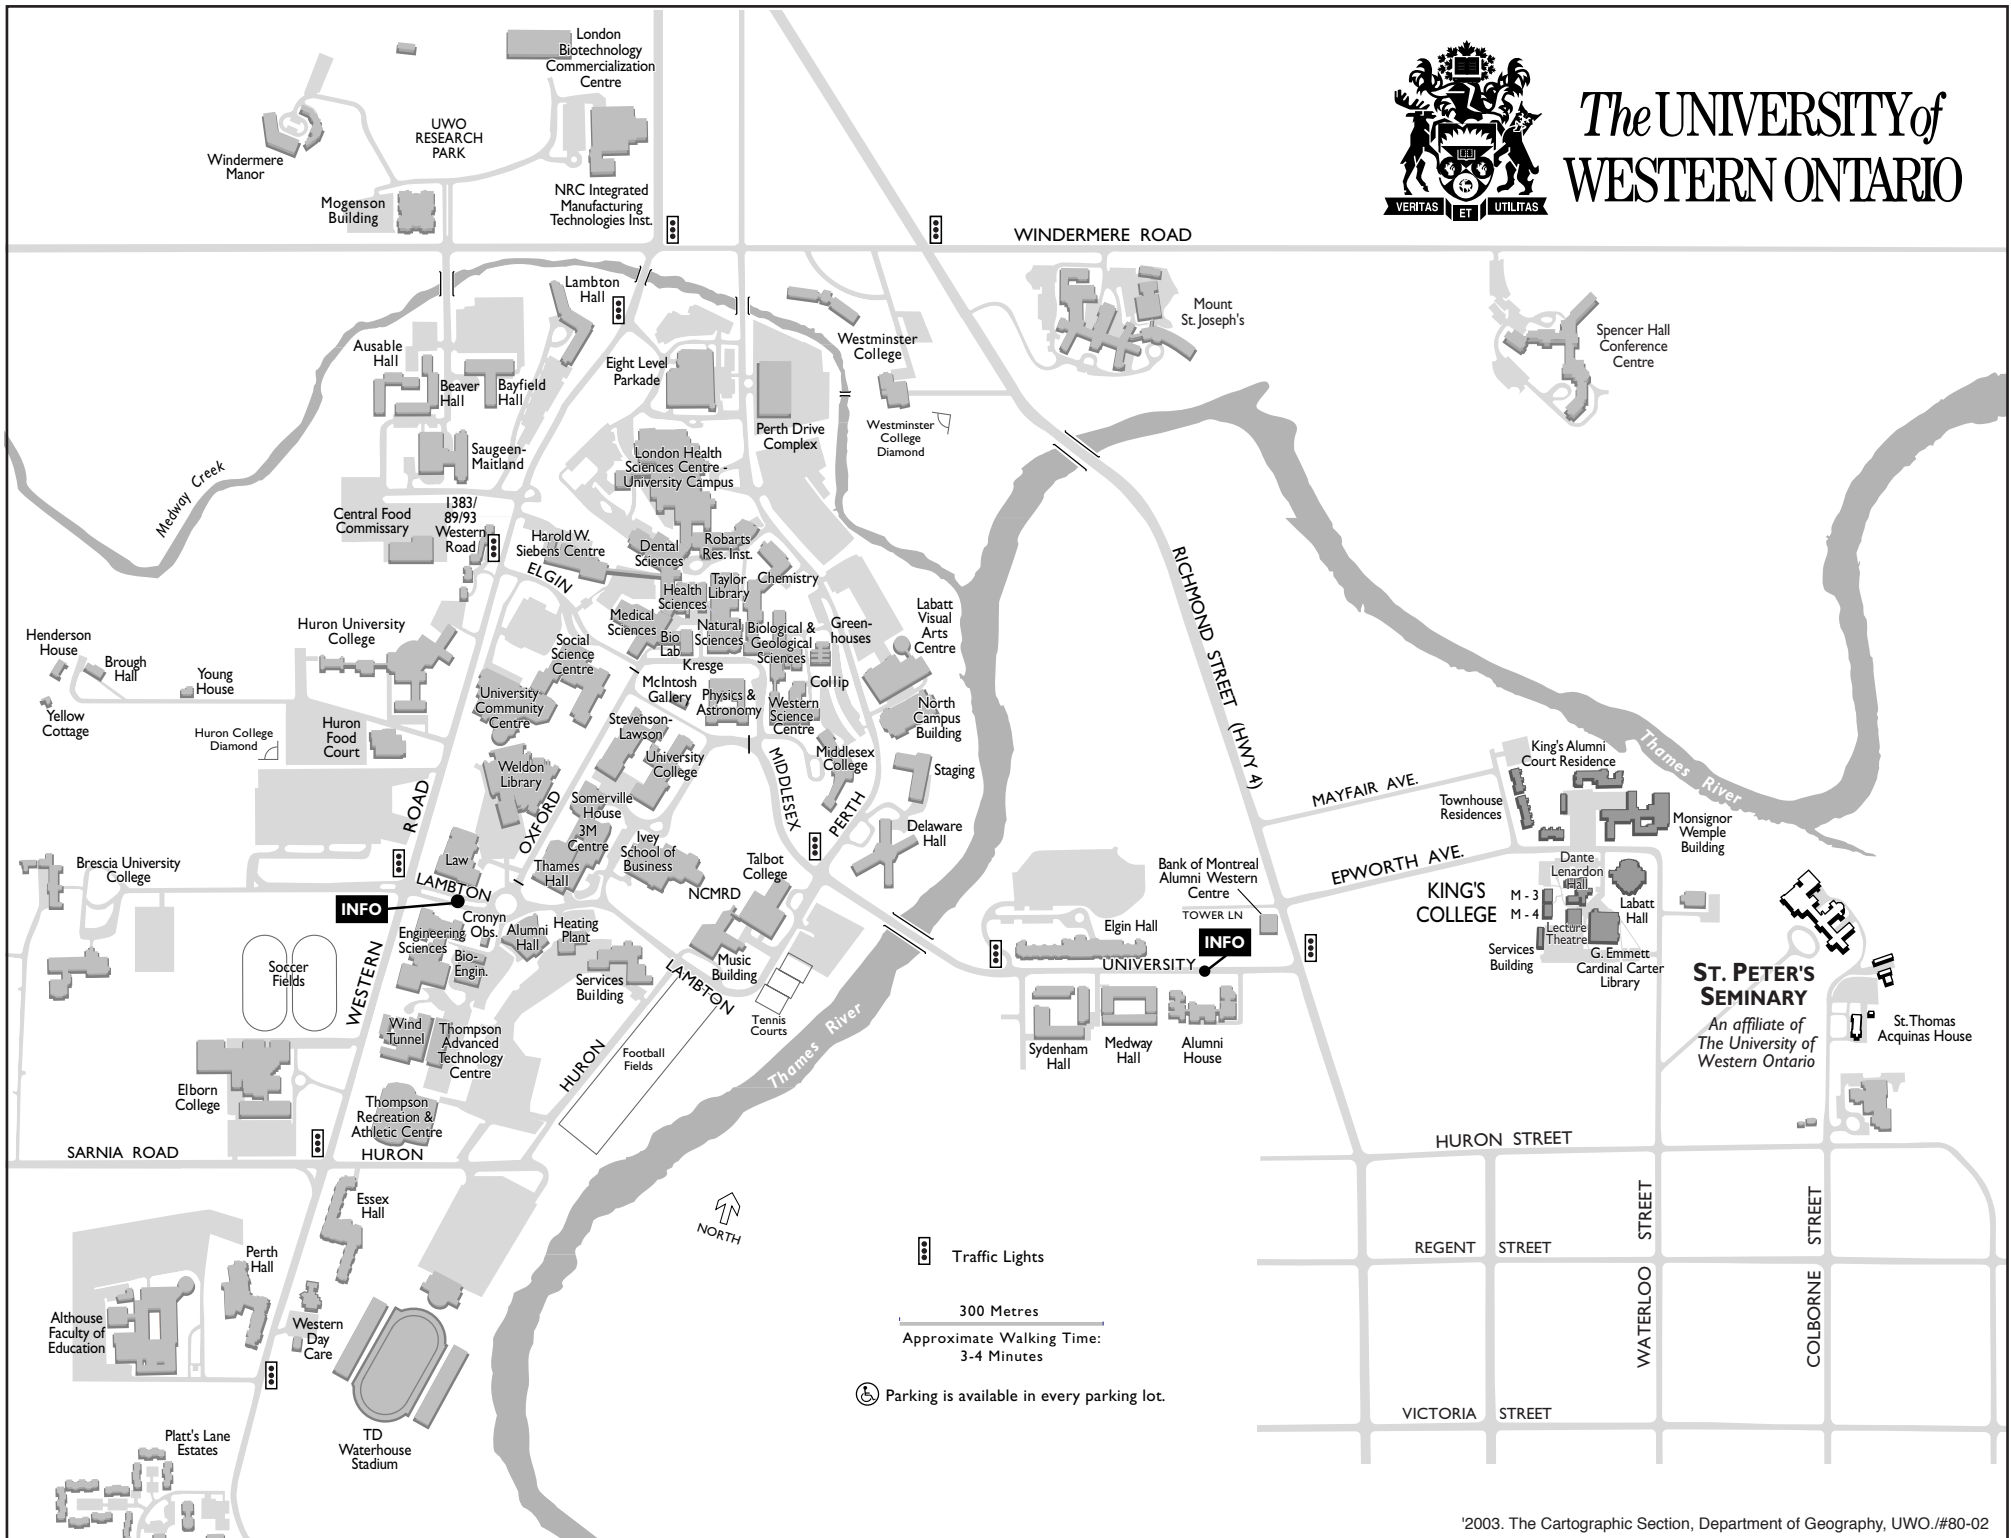 London
Biotechnology
Commercialization
Centre
UWO
RESEARCH
PARK
Windermere
Manor
Mogenson
Building
NRC Integrated
Manufacturing
Technologies Inst.
The UNIVERSITY of
WESTERN ONTARIO
VERITAS
ET
UTILITAS
WINDERMERE ROAD
Lambton
Hall
Mount
St. Joseph's
Spencer Hall
Conference
Centre
Ausable
Hall
Beaver
Hall
Bayfield
Hall
Eight Level
Parkade
Westminster
College
Perth Drive
Complex
Westminster
College
Diamond
Saugeen-
Maitland
London Health
Sciences Centre -
University Campus
Medway Creek
Central Food
Commissary
1383/
89/93
Western
Road
Harold W.
Siebens Centre
Dental
Sciences
Robarts
Res. Inst.
ELGIN
Health
Sciences
Taylor
Library
Chemistry
Medical
Sciences
Bio
Lab
Natural
Sciences
Biological &
Geological
Sciences
Green-
houses
Labatt
Visual
Arts
Centre
RICHMOND STREET (HWY 4)
Henderson
House
Brough
Hall
Young
House
Yellow
Cottage
Huron University
College
Social
Science
Centre
Kresge
McIntosh
Gallery
Physics &
Astronomy
Collip
Western
Science
Centre
North
Campus
Building
University
Community
Centre
Stevenson-
Lawson
University
College
Middlesex
College
Staging
Huron College
Diamond
Huron
Food
Court
Weldon
Library
Somerville
House
3M
Centre
MIDDLESEX
PERTH
OXFORD
ROAD
Thames River
King's Alumni
Court Residence
MAYFAIR AVE.
Townhouse
Residences
Monsignor
Wemple
Building
Delaware
Hall
Brescia University
College
Law
LAMBTON
INFO
Thames
Hall
Ivey
School of
Business
NCMRD
Talbot
College
Bank of Montreal
Alumni Western
Centre
EPWORTH AVE.
KING'S
COLLEGE
Dante
Lenardon
Hall
M - 3
M - 4
Labatt
Hall
Lecture
Theatre
Services
Building
G. Emmett
Cardinal Carter
Library
TOWER LN
Elgin Hall
INFO
UNIVERSITY
Cronyn
Obs.
Engineering
Sciences
Alumni
Hall
Heating
Plant
Bio-
Engin.
Services
Building
Music
Building
LAMBTON
Soccer
Fields
WESTERN
Tennis
Courts
Thames River
Sydenham
Hall
Medway
Hall
Alumni
House
ST. PETER'S
SEMINARY
An affiliate of
The University of
Western Ontario
St. Thomas
Acquinas House
Wind
Tunnel
Thompson
Advanced
Technology
Centre
HURON
Football
Fields
Elborn
College
Thompson
Recreation &
Athletic Centre
SARNIA ROAD
HURON
HURON STREET
Essex
Hall
NORTH
Perth
Hall
Traffic Lights
REGENT STREET
WATERLOO STREET
COLBORNE STREET
Althouse
Faculty of
Education
Western
Day
Care
300 Metres
Approximate Walking Time:
3-4 Minutes
Parking is available in every parking lot.
VICTORIA STREET
Platt's Lane
Estates
TD
Waterhouse
Stadium
'2003. The Cartographic Section, Department of Geography, UWO./#80-02